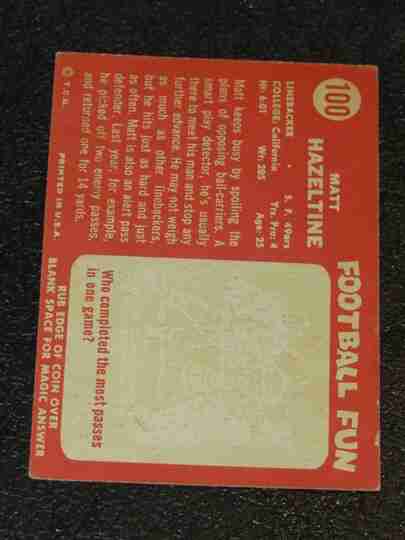 100
MATT
HAZELTINE
LINEBACKER • S. F. 49ers
COLLEGE: California Yrs. Pro: 4
Ht. 6:01 Wt. 205 Age: 25
Matt keeps busy by spoiling the
plans of opposing ball-carriers. A
smart play detector, he's usually
there to meet his man and stop any
further advance. He may not weigh
as much as other linebackers,
but he hits just as hard and just
as often. Matt is also an alert pass
defender. Last year, for example,
he picked off two enemy passes,
and returned one for 14 yards.
© T.C.G. PRINTED IN U.S.A.
FOOTBALL FUN
Who completed the most passes
in one game?
RUB EDGE OF COIN OVER
BLANK SPACE FOR MAGIC ANSWER